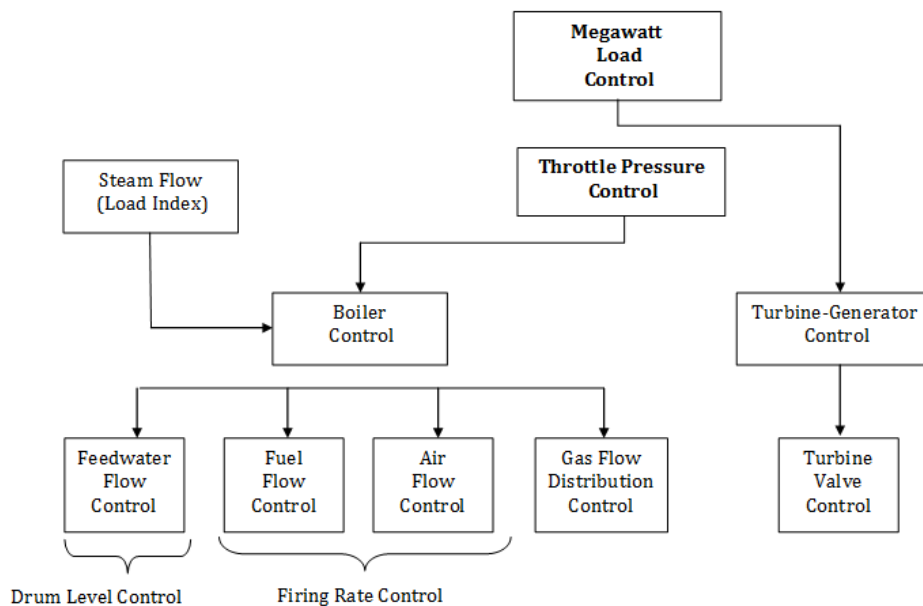 Megawatt
Load
Control
Throttle Pressure
Control
Steam Flow
(Load Index)
Boiler
Control
Turbine-Generator
Control
Feedwater
Flow
Control
Fuel
Flow
Control
Air
Flow
Control
Gas Flow
Distribution
Control
Turbine
Valve
Control
Drum Level Control
Firing Rate Control